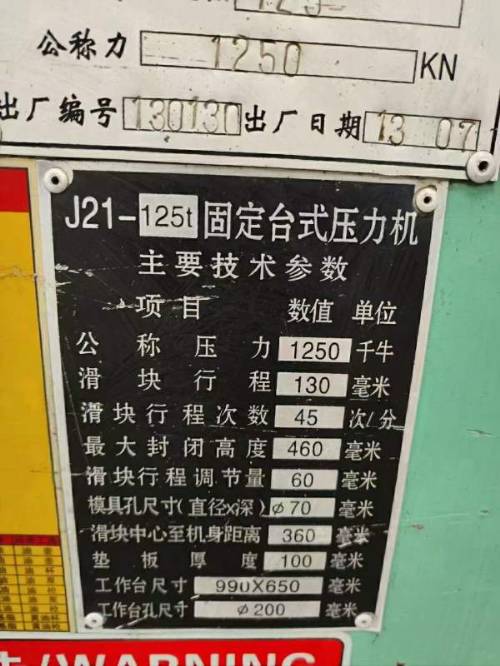 公称力 1250 KN
出厂编号 130130 出厂日期 13 07
J21-125t 固定台式压力机
主要技术参数
项目 数值 单位
公称压力 1250 千牛
滑块行程 130 毫米
滑块行程次数 45 次/分
最大封闭高度 460 毫米
滑块行程调节量 60 毫米
模具孔尺寸(直径x深) φ70 毫米
滑块中心至机身距离 360 毫米
垫板厚度 100 毫米
工作台尺寸 990X650 毫米
工作台孔尺寸 φ200 毫米
/WARNING